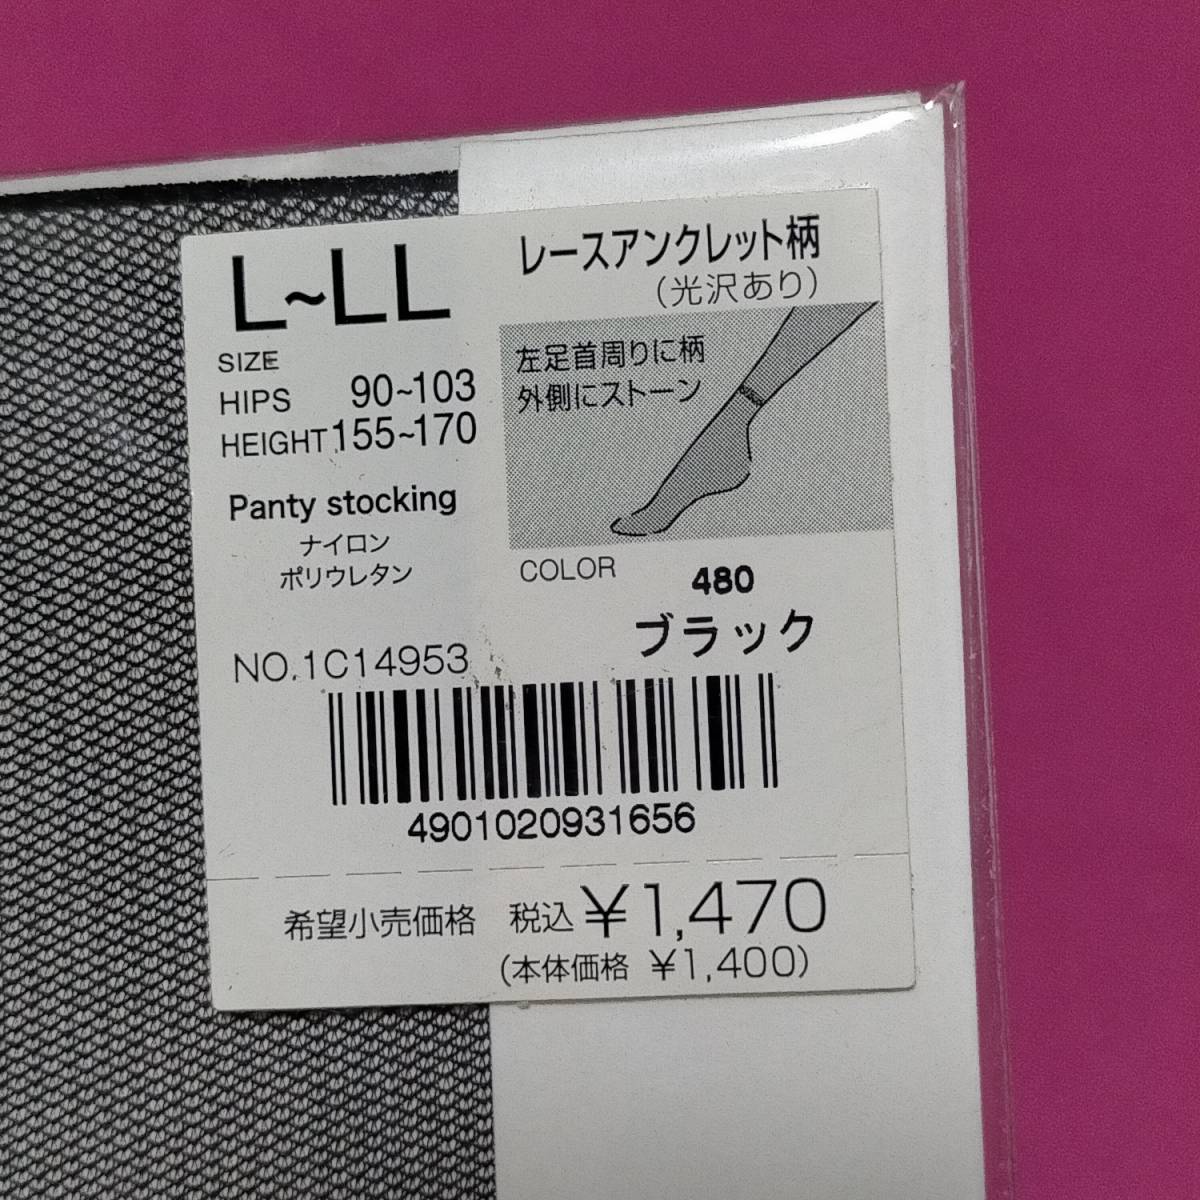 L~LL
SIZE
HIPS 90~103
HEIGHT 155~170
Panty stocking
ナイロン
ポリウレタン
NO.1C14953
レースアンクレット柄
(光沢あり)
左足首周りに柄
外側にストーン
COLOR 480
ブラック
4901020931656
希望小売価格 税込 ¥1,470
(本体価格 ¥1,400)